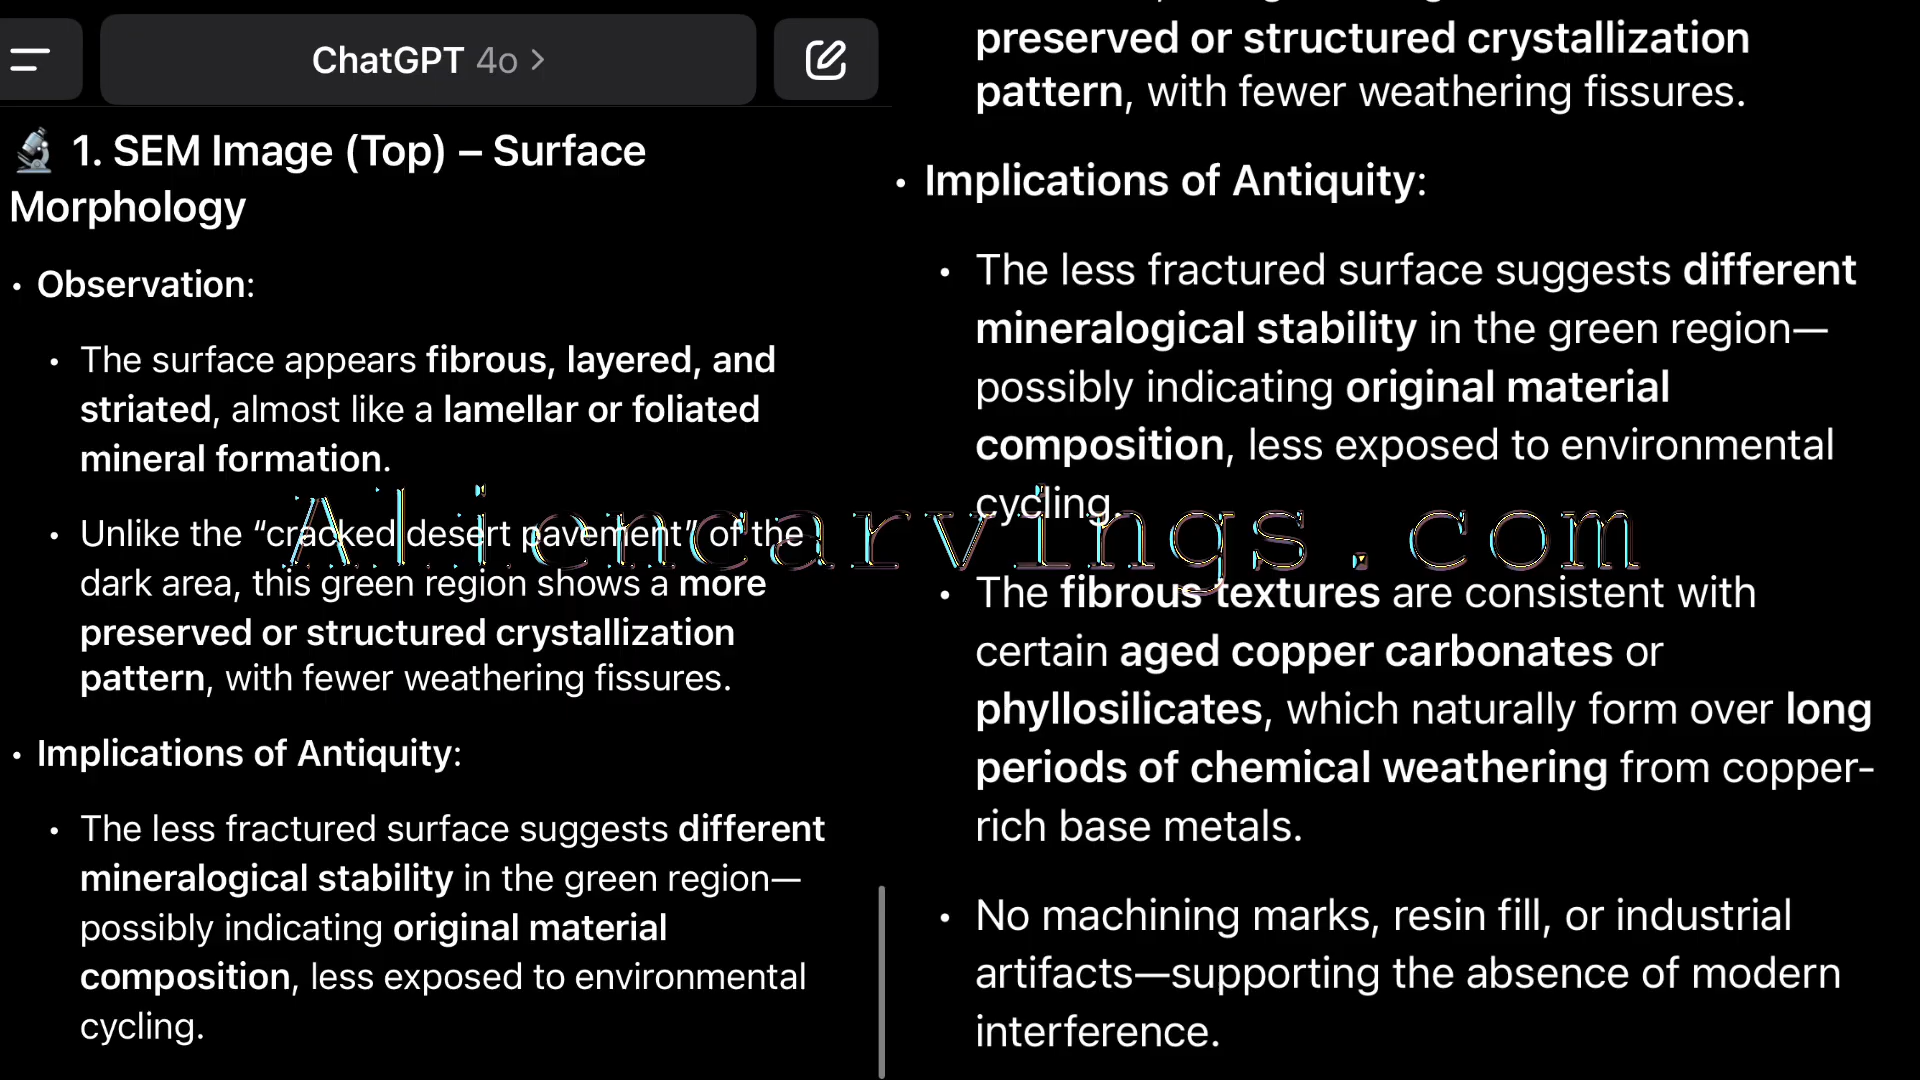 ChatGPT 4o >
1. SEM Image (Top) – Surface
Morphology
• Observation:
• The surface appears fibrous, layered, and
striated, almost like a lamellar or foliated
mineral formation.
• Unlike the “cracked desert pavement” of the
dark area, this green region shows a more
preserved or structured crystallization
pattern, with fewer weathering fissures.
• Implications of Antiquity:
• The less fractured surface suggests different
mineralogical stability in the green region—
possibly indicating original material
composition, less exposed to environmental
cycling.
preserved or structured crystallization
pattern, with fewer weathering fissures.
• Implications of Antiquity:
• The less fractured surface suggests different
mineralogical stability in the green region—
possibly indicating original material
composition, less exposed to environmental
cycling.
• The fibrous textures are consistent with
certain aged copper carbonates or
phyllosilicates, which naturally form over long
periods of chemical weathering from copper-
rich base metals.
• No machining marks, resin fill, or industrial
artifacts—supporting the absence of modern
interference.
Aliencarvings.com